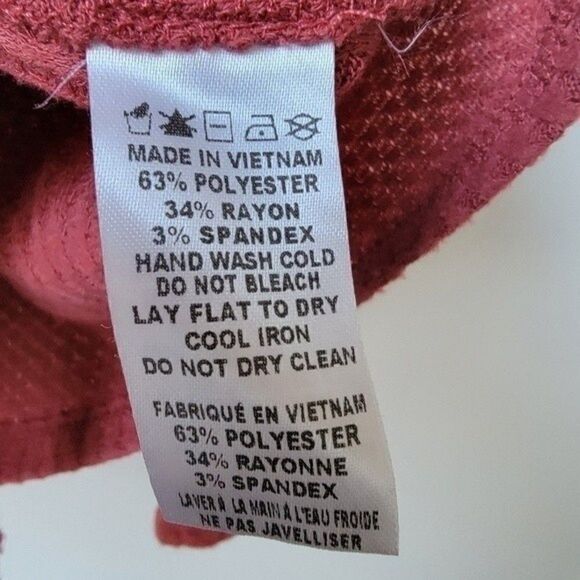 MADE IN VIETNAM
63% POLYESTER
34% RAYON
3% SPANDEX
HAND WASH COLD
DO NOT BLEACH
LAY FLAT TO DRY
COOL IRON
DO NOT DRY CLEAN
FABRIQUÉ EN VIETNAM
63% POLYESTER
34% RAYONNE
3% SPANDEX
LAVER À LA MAIN À L'EAU FROIDE
NE PAS JAVELLISER